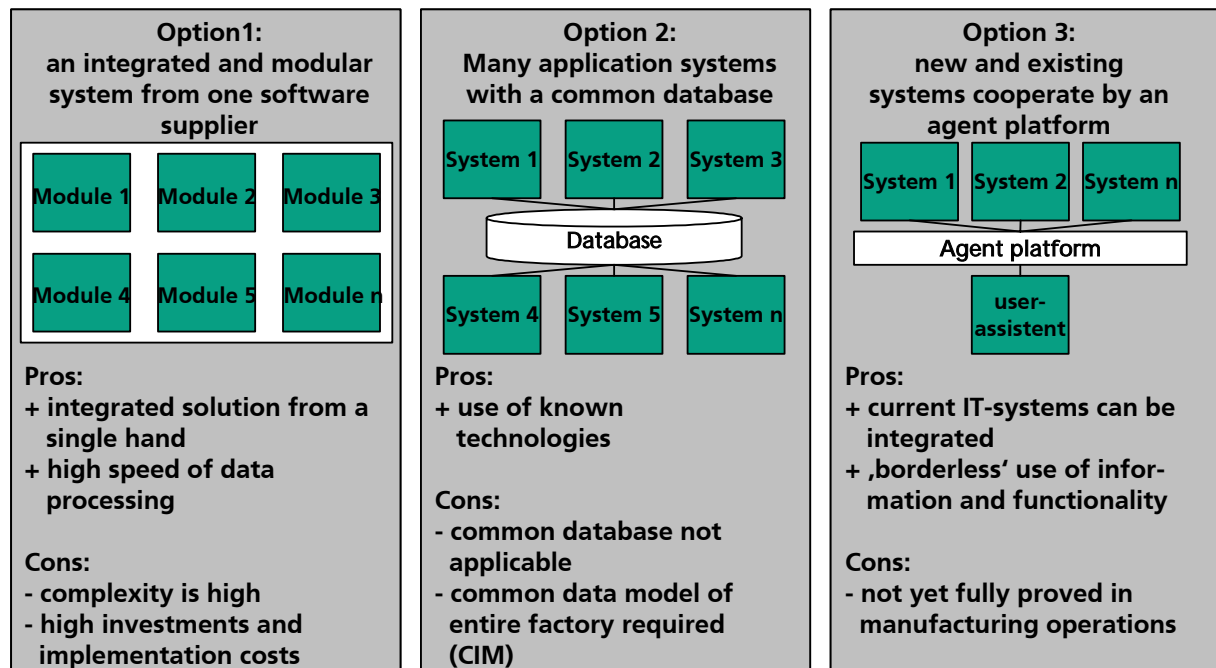 Option1:
an integrated and modular
system from one software
supplier
Module 1
Module 2
Module 3
Module 4
Module 5
Module n
Pros:
+ integrated solution from a
single hand
+ high speed of data
processing
Cons:
- complexity is high
- high investments and
implementation costs
Option 2:
Many application systems
with a common database
System 1
System 2
System 3
Database
System 4
System 5
System n
Pros:
+ use of known
technologies
Cons:
- common database not
applicable
- common data model of
entire factory required
(CIM)
Option 3:
new and existing
systems cooperate by an
agent platform
System 1
System 2
System n
Agent platform
user-
assistent
Pros:
+ current IT-systems can be
integrated
+ ‚borderless‘ use of infor-
mation and functionality
Cons:
- not yet fully proved in
manufacturing operations